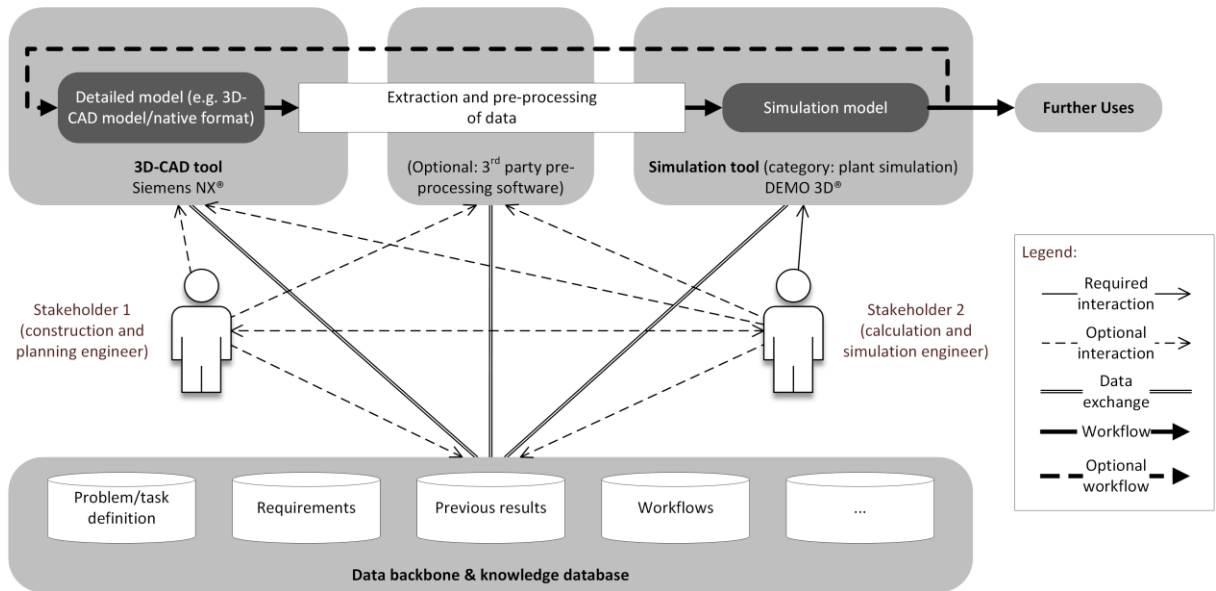 Detailed model (e.g. 3D-
CAD model/native format)
Extraction and pre-processing
of data
Simulation model
Further Uses
3D-CAD tool
Siemens NX®
(Optional: 3rd party pre-
processing software)
Simulation tool (category: plant simulation)
DEMO 3D®
Stakeholder 1
(construction and
planning engineer)
Stakeholder 2
(calculation and
simulation engineer)
Legend:
Required
interaction
Optional
interaction
Data
exchange
Workflow
Optional
workflow
Problem/task
definition
Requirements
Previous results
Workflows
...
Data backbone & knowledge database